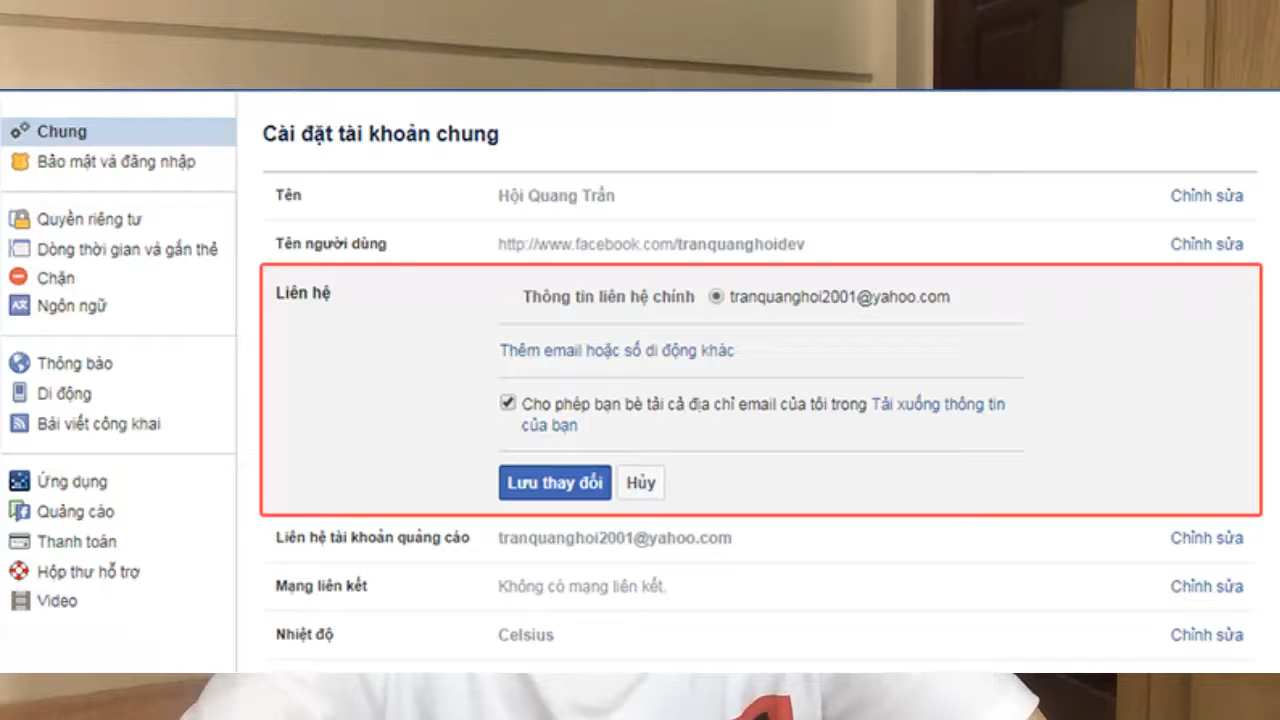 Chung
Bảo mật và đăng nhập
Quyền riêng tư
Dòng thời gian và gắn thẻ
Chặn
Ngôn ngữ
Thông báo
Di động
Bài viết công khai
Ứng dụng
Quảng cáo
Thanh toán
Hộp thư hỗ trợ
Video
Cài đặt tài khoản chung
Tên Hội Quang Trần Chỉnh sửa
Tên người dùng http://www.facebook.com/tranquanghoidev Chỉnh sửa
Liên hệ Thông tin liên hệ chính tranquanghoi2001@yahoo.com
Thêm email hoặc số di động khác
Cho phép bạn bè tải cả địa chỉ email của tôi trong Tải xuống thông tin
của bạn
Lưu thay đổi Hủy
Liên hệ tài khoản quảng cáo tranquanghoi2001@yahoo.com Chỉnh sửa
Mạng liên kết Không có mạng liên kết. Chỉnh sửa
Nhiệt độ Celsius Chỉnh sửa